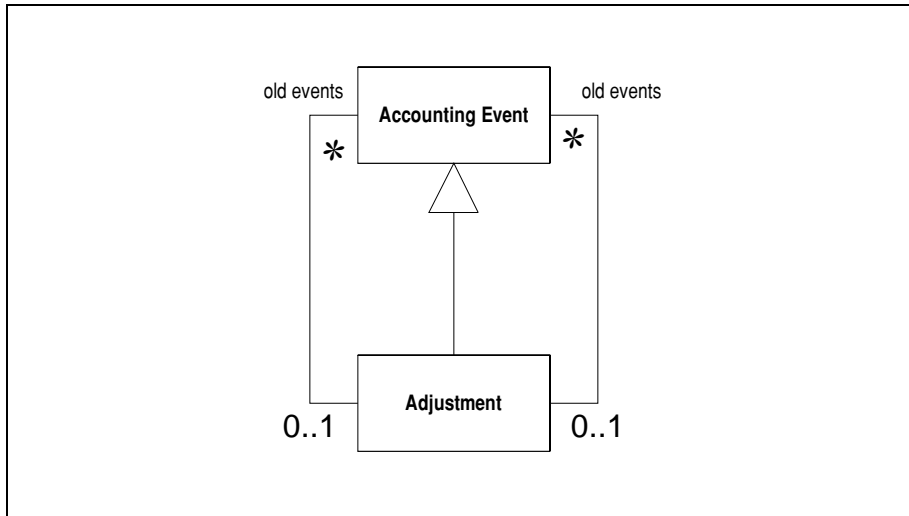 old events
old events
Accounting Event
*
*
Adjustment
0..1
0..1